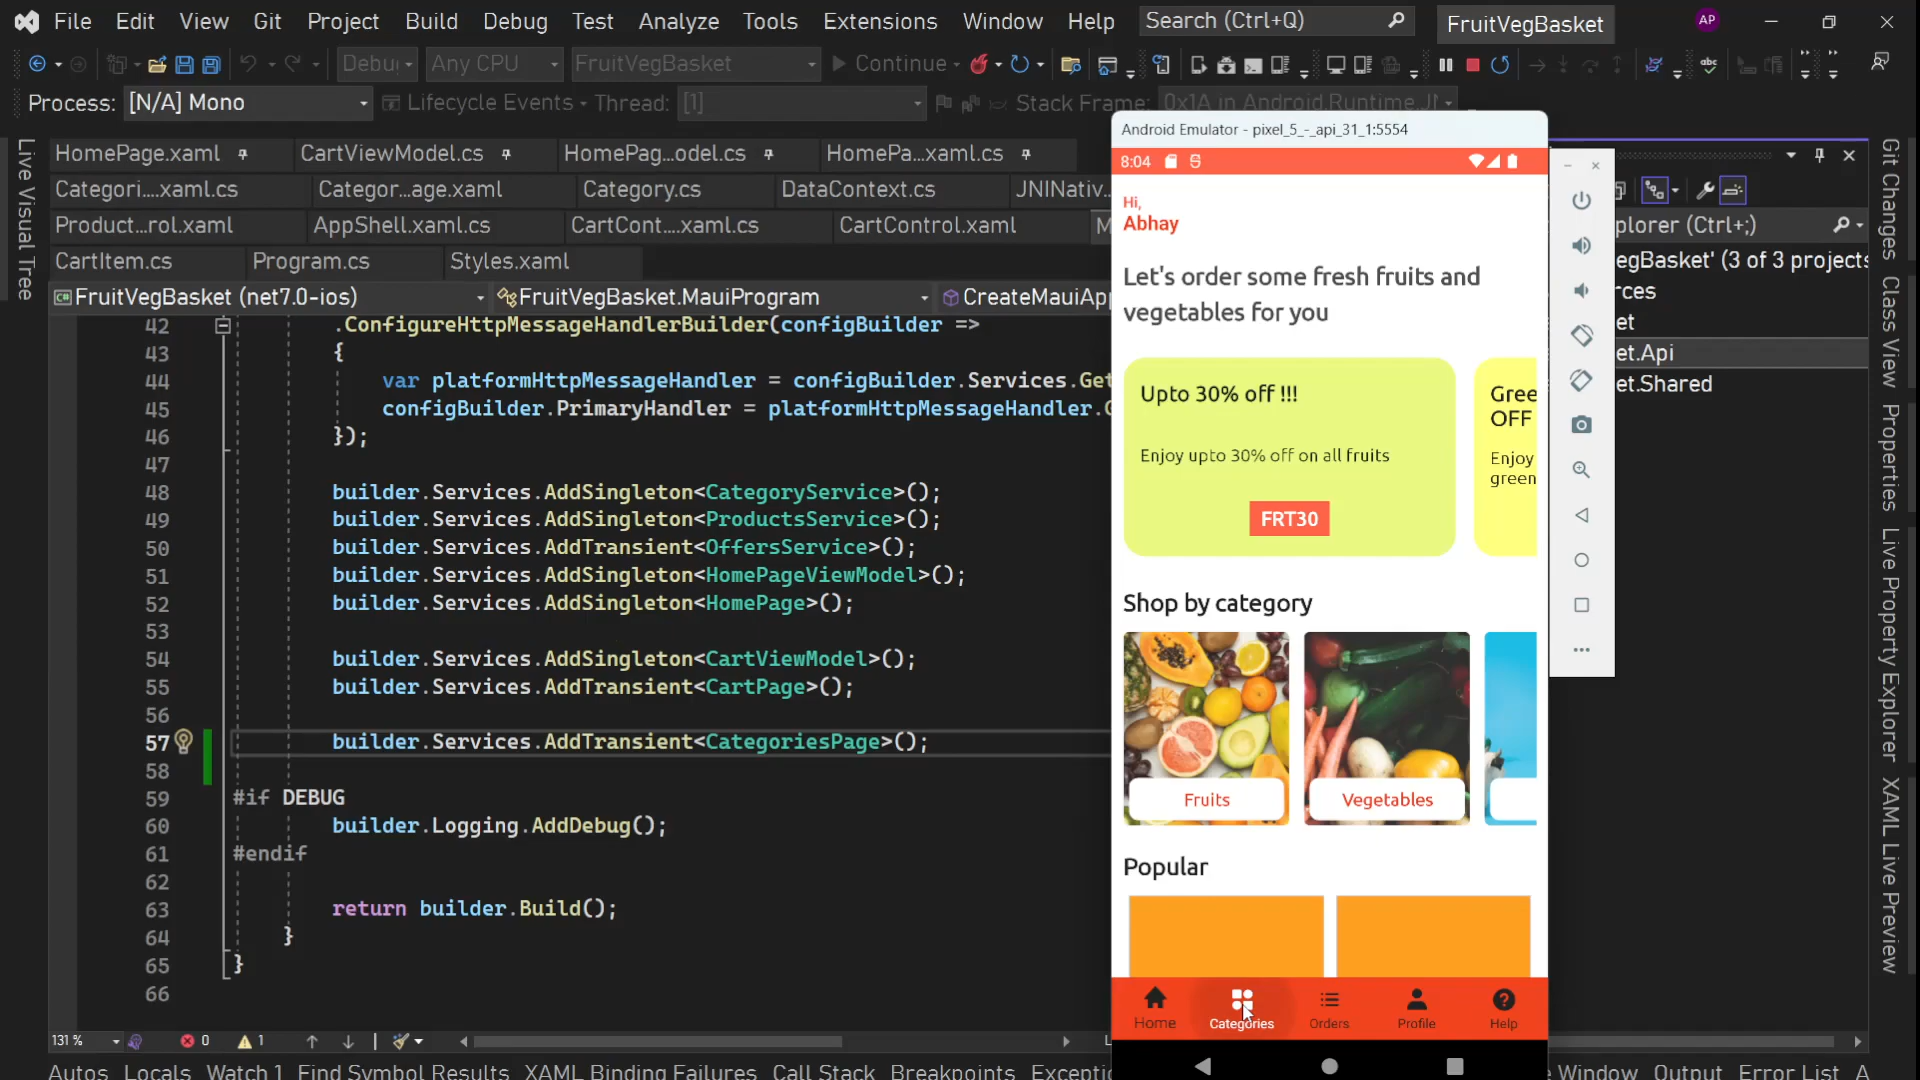 File Edit View Git Project Build Debug Test Analyze Tools Extensions Window Help Search (Ctrl+Q) FruitVegBasket AP
Debug Any CPU FruitVegBasket Continue
Process: [N/A] Mono Lifecycle Events Thread: [1] Stack Frame: 0x1A in Android.Runtime.JN
Live Visual Tree
HomePage.xaml CartViewModel.cs HomePag...odel.cs HomePa...xaml.cs
Categori....xaml.cs Categor...age.xaml Category.cs DataContext.cs JNINativ...
Product...rol.xaml AppShell.xaml.cs CartCont....xaml.cs CartControl.xaml M
CartItem.cs Program.cs Styles.xaml
FruitVegBasket (net7.0-ios) FruitVegBasket.MauiProgram CreateMauiApp
42 .ConfigureHttpMessageHandlerBuilder(configBuilder =>
43 {
44 var platformHttpMessageHandler = configBuilder.Services.Get
45 configBuilder.PrimaryHandler = platformHttpMessageHandler.G
46 });
47
48 builder.Services.AddSingleton<CategoryService>();
49 builder.Services.AddSingleton<ProductsService>();
50 builder.Services.AddTransient<OffersService>();
51 builder.Services.AddSingleton<HomePageViewModel>();
52 builder.Services.AddSingleton<HomePage>();
53
54 builder.Services.AddSingleton<CartViewModel>();
55 builder.Services.AddTransient<CartPage>();
56
57 builder.Services.AddTransient<CategoriesPage>();
58
59 #if DEBUG
60 builder.Logging.AddDebug();
61 #endif
62
63 return builder.Build();
64 }
65 }
66
131 % 0 1
Autos Locals Watch 1 Find Symbol Results XAML Binding Failures Call Stack Breakpoints Exceptio
Android Emulator - pixel_5_-_api_31_1:5554
8:04
Hi,
Abhay
Let's order some fresh fruits and
vegetables for you
Upto 30% off !!!
Enjoy upto 30% off on all fruits
FRT30
Gree
OFF
Enjoy
green
Shop by category
Fruits Vegetables
Popular
Home Categories Orders Profile Help
plorer (Ctrl+;)
egBasket' (3 of 3 projects
rces
et
et.Api
et.Shared
e Window Output Error List A
Git Changes
Class View
Properties
Live Property Explorer
XAML Live Preview